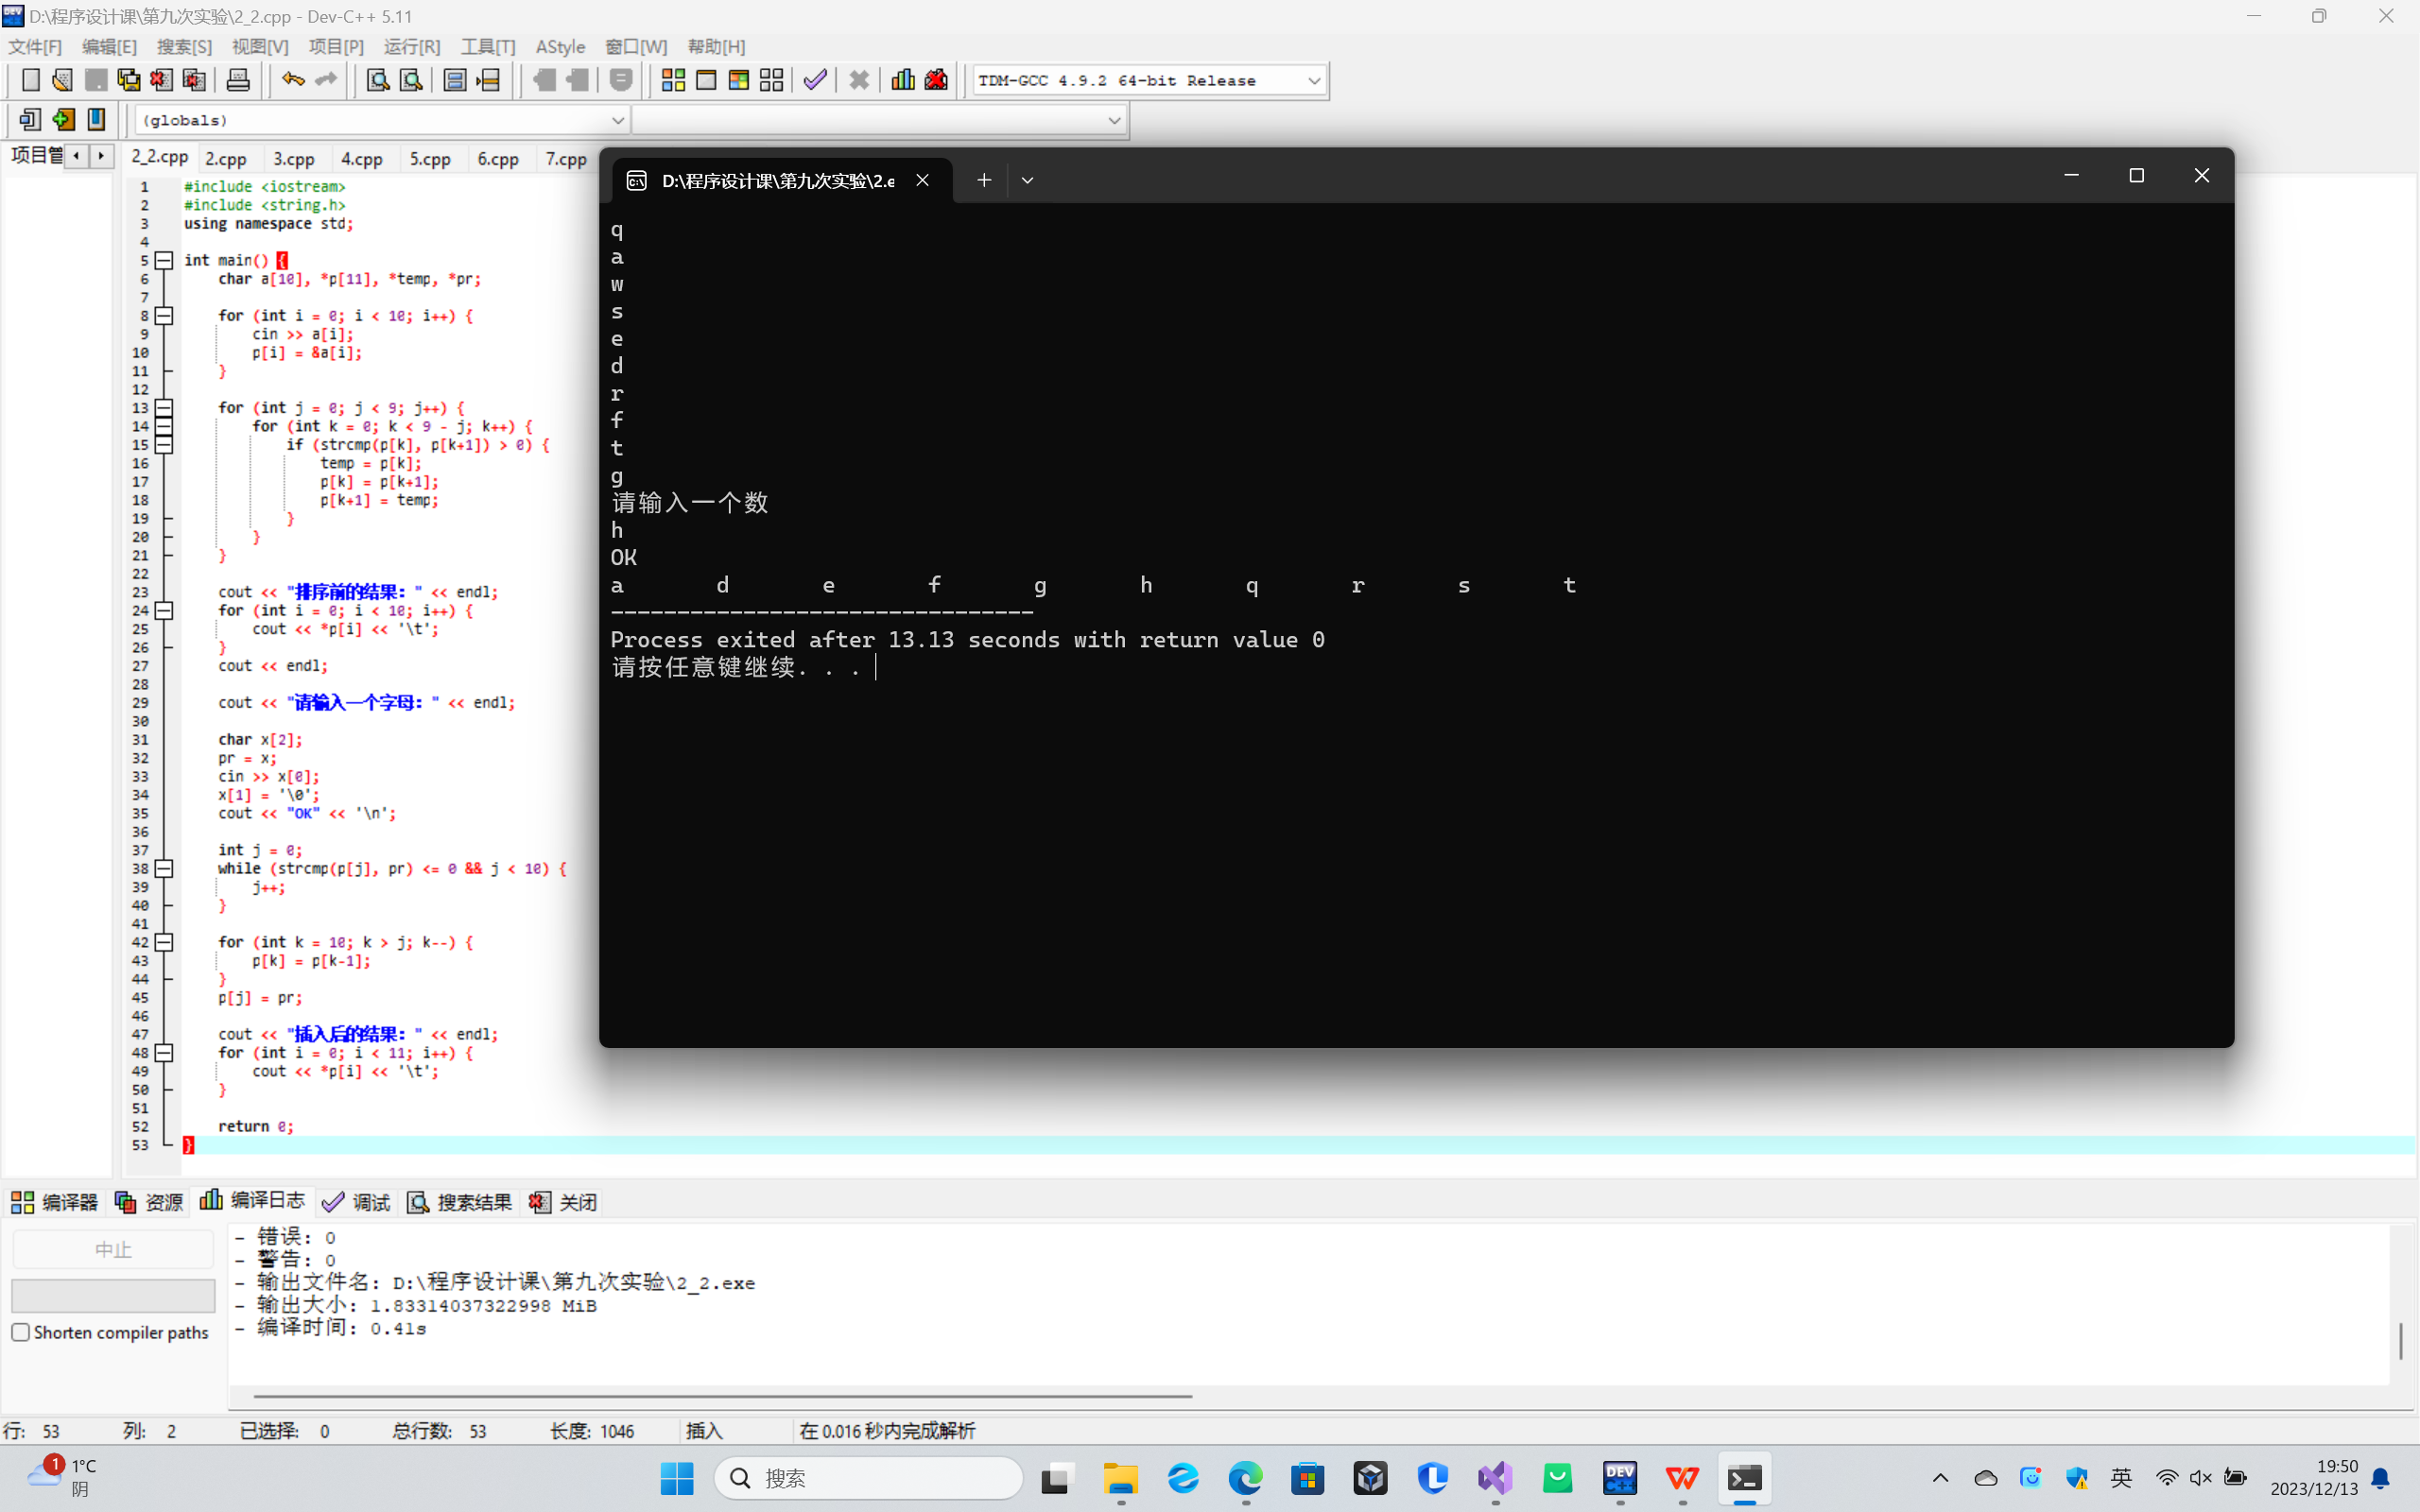 D:\程序设计课\第九次实验\2_2.cpp - Dev-C++ 5.11
文件[F] 编辑[E] 搜索[S] 视图[V] 项目[P] 运行[R] 工具[T] AStyle 窗口[W] 帮助[H]
TDM-GCC 4.9.2 64-bit Release
(globals)
项目管
2_2.cpp 2.cpp 3.cpp 4.cpp 5.cpp 6.cpp 7.cpp
1 #include <iostream>
2 #include <string.h>
3 using namespace std;
4
5 int main() {
6 char a[10], *p[11], *temp, *pr;
7
8 for (int i = 0; i < 10; i++) {
9 cin >> a[i];
10 p[i] = &a[i];
11 }
12
13 for (int j = 0; j < 9; j++) {
14 for (int k = 0; k < 9 - j; k++) {
15 if (strcmp(p[k], p[k+1]) > 0) {
16 temp = p[k];
17 p[k] = p[k+1];
18 p[k+1] = temp;
19 }
20 }
21 }
22
23 cout << "排序前的结果：" << endl;
24 for (int i = 0; i < 10; i++) {
25 cout << *p[i] << '\t';
26 }
27 cout << endl;
28
29 cout << "请输入一个字母：" << endl;
30
31 char x[2];
32 pr = x;
33 cin >> x[0];
34 x[1] = '\0';
35 cout << "OK" << '\n';
36
37 int j = 0;
38 while (strcmp(p[j], pr) <= 0 && j < 10) {
39 j++;
40 }
41
42 for (int k = 10; k > j; k--) {
43 p[k] = p[k-1];
44 }
45 p[j] = pr;
46
47 cout << "插入后的结果：" << endl;
48 for (int i = 0; i < 11; i++) {
49 cout << *p[i] << '\t';
50 }
51
52 return 0;
53 }
D:\程序设计课\第九次实验\2.e
q
a
w
s
e
d
r
f
t
g
请输入一个数
h
OK
a d e f g h q r s t
--------------------------------
Process exited after 13.13 seconds with return value 0
请按任意键继续. . .
编译器 资源 编译日志 调试 搜索结果 关闭
中止
Shorten compiler paths
- 错误: 0
- 警告: 0
- 输出文件名: D:\程序设计课\第九次实验\2_2.exe
- 输出大小: 1.83314037322998 MiB
- 编译时间: 0.41s
行: 53 列: 2 已选择: 0 总行数: 53 长度: 1046 插入 在 0.016 秒内完成解析
1
1°C
阴
搜索
DEV C++
英
19:50
2023/12/13